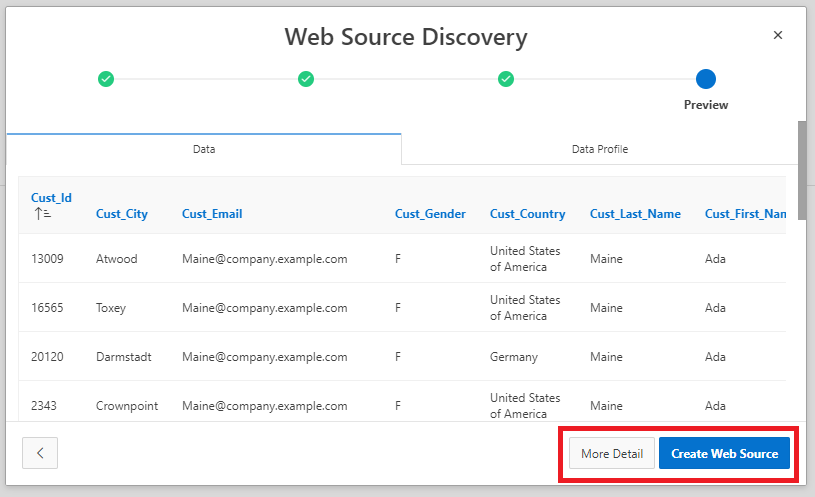 Web Source Discovery
Preview
Data Data Profile
Cust_Id Cust_City Cust_Email Cust_Gender Cust_Country Cust_Last_Name Cust_First_Nam
13009 Atwood Maine@company.example.com F United States of America Maine Ada
16565 Toxey Maine@company.example.com F United States of America Maine Ada
20120 Darmstadt Maine@company.example.com F Germany Maine Ada
2343 Crownpoint Maine@company.example.com F United States of America Maine Ada
More Detail Create Web Source